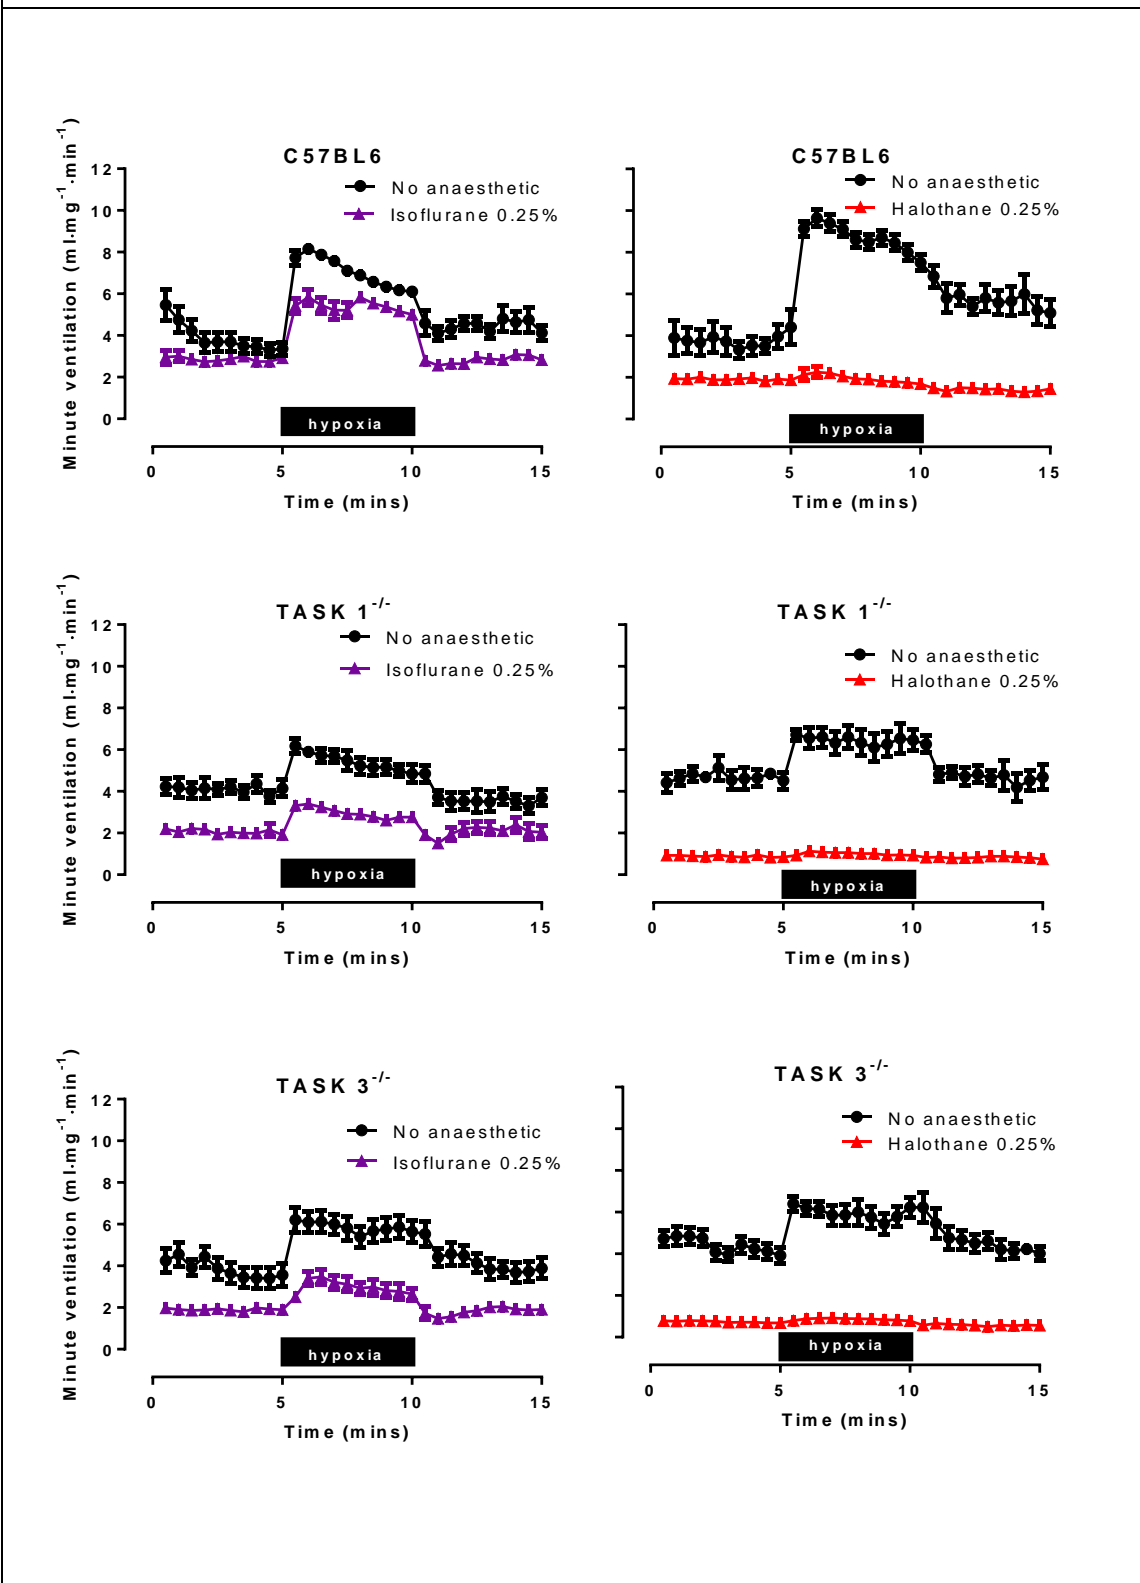 C57BL6
No anaesthetic
Isoflurane 0.25%
Minute ventilation (ml·mg⁻¹·min⁻¹)
12
10
8
6
4
2
0
hypoxia
0 5 10 15
Time (mins)
C57BL6
No anaesthetic
Halothane 0.25%
hypoxia
0 5 10 15
Time (mins)
TASK 1⁻/⁻
No anaesthetic
Isoflurane 0.25%
Minute ventilation (ml·mg⁻¹·min⁻¹)
12
10
8
6
4
2
0
hypoxia
0 5 10 15
Time (mins)
TASK 1⁻/⁻
No anaesthetic
Halothane 0.25%
hypoxia
0 5 10 15
Time (mins)
TASK 3⁻/⁻
No anaesthetic
Isoflurane 0.25%
Minute ventilation (ml·mg⁻¹·min⁻¹)
12
10
8
6
4
2
0
hypoxia
0 5 10 15
Time (mins)
TASK 3⁻/⁻
No anaesthetic
Halothane 0.25%
hypoxia
0 5 10 15
Time (mins)